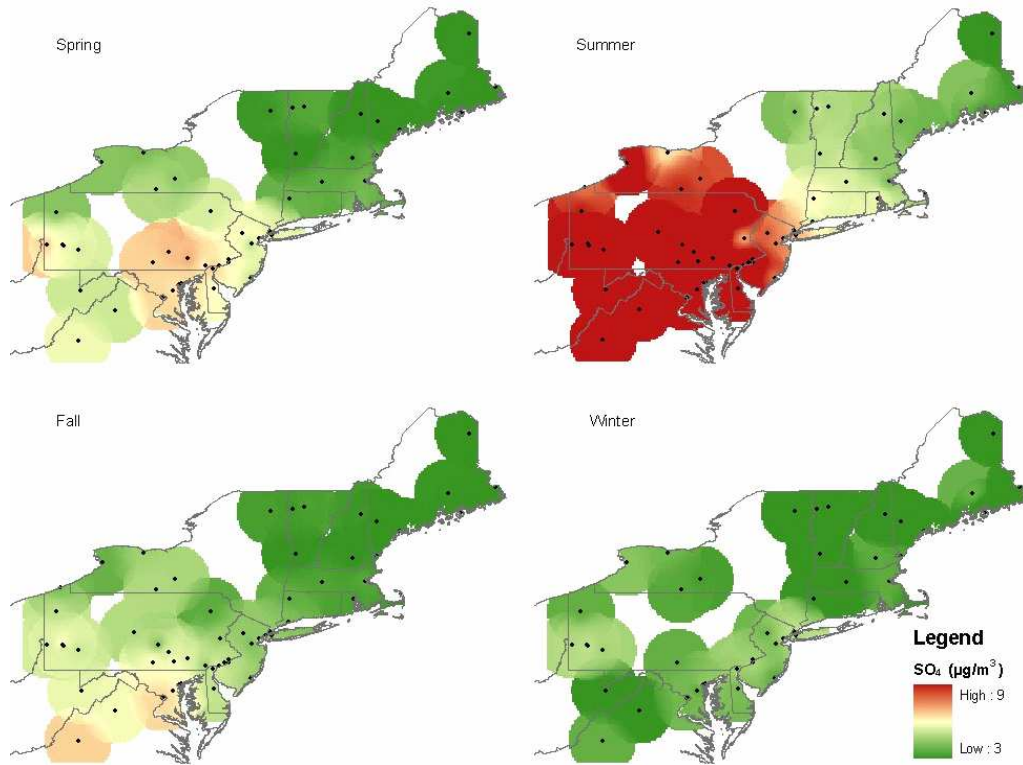 Spring
Summer
Fall
Winter
Legend
SO₄ (µg/m³)
High : 9
Low : 3